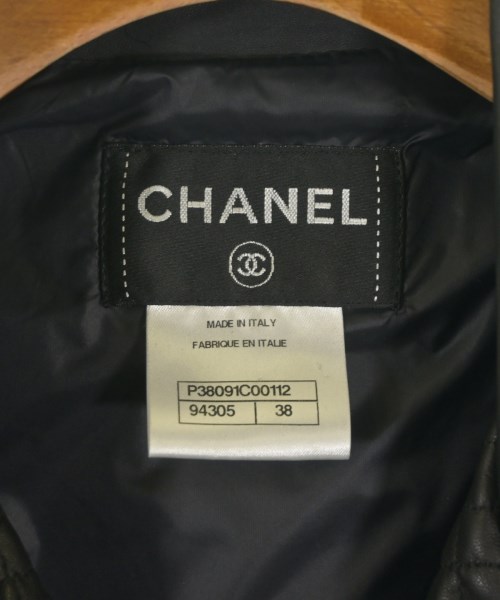 CHANEL
MADE IN ITALY
FABRIQUE EN ITALIE
P38091C00112
94305 38